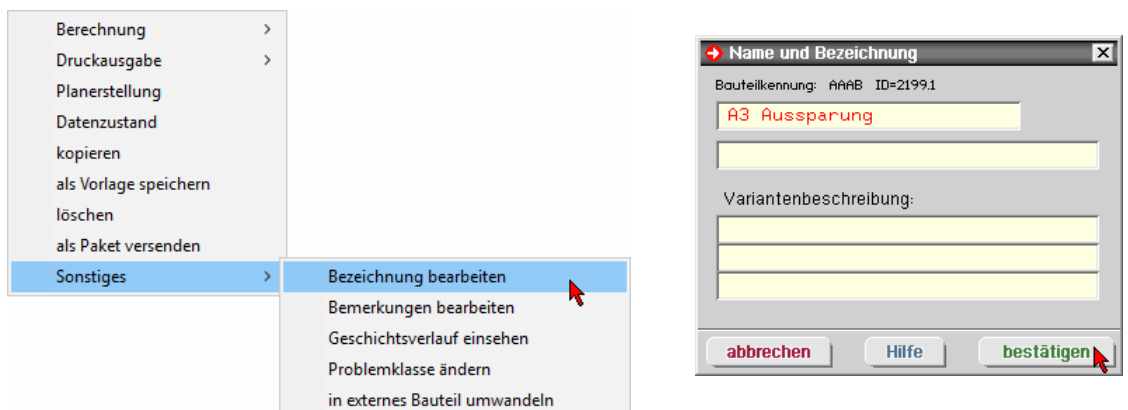 Berechnung
Druckausgabe
Planerstellung
Datenzustand
kopieren
als Vorlage speichern
löschen
als Paket versenden
Sonstiges
Bezeichnung bearbeiten
Bemerkungen bearbeiten
Geschichtsverlauf einsehen
Problemklasse ändern
in externes Bauteil umwandeln
Name und Bezeichnung
Bauteilkennung: AAAB ID=2199.1
A3 Aussparung
Variantenbeschreibung:
abbrechen Hilfe bestätigen